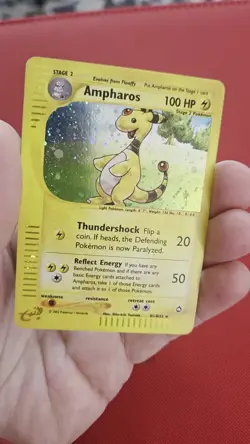 STAGE 2
Evolves from Flaaffy
Put Ampharos on the Stage 1 card
Ampharos
100 HP
Stage 2 Pokémon
Thundershock Flip a
coin. If heads, the Defending
Pokémon is now Paralyzed.
20
Reflect Energy If you have any
Benched Pokémon and if there are any
basic Energy cards attached to
Ampharos, take 1 of those Energy cards
and attach it to 1 of those Pokémon.
50
weakness
resistance
retreat cost